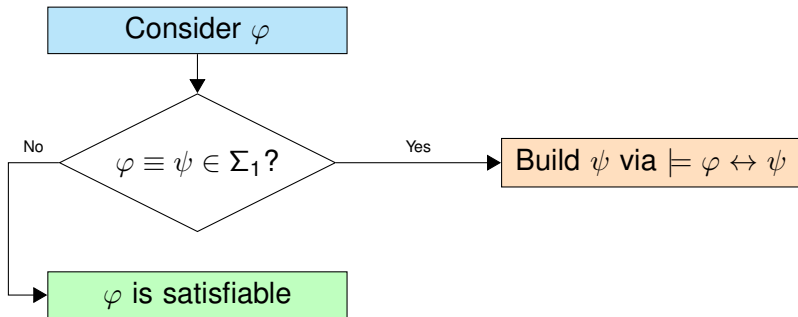 Consider φ
No
φ ≡ ψ ∈ Σ₁?
Yes
Build ψ via ⊨ φ ↔ ψ
φ is satisfiable